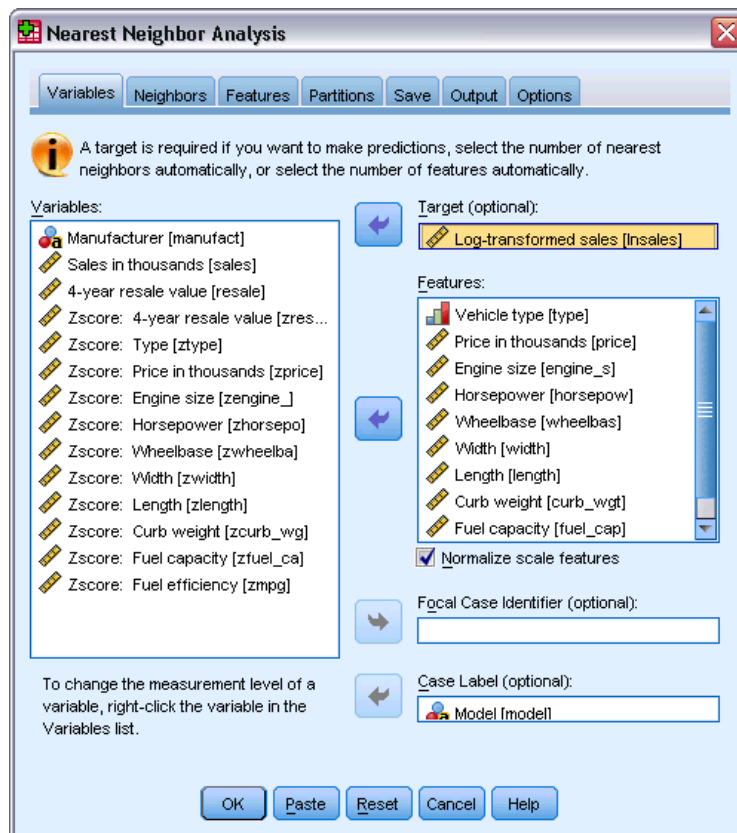 Nearest Neighbor Analysis
Variables
Neighbors
Features
Partitions
Save
Output
Options
A target is required if you want to make predictions, select the number of nearest
neighbors automatically, or select the number of features automatically.
Variables:
Manufacturer [manufact]
Sales in thousands [sales]
4-year resale value [resale]
Zscore: 4-year resale value [zres...
Zscore: Type [ztype]
Zscore: Price in thousands [zprice]
Zscore: Engine size [zengine_]
Zscore: Horsepower [zhorsepo]
Zscore: Wheelbase [zwheelba]
Zscore: Width [zwidth]
Zscore: Length [zlength]
Zscore: Curb weight [zcurb_wg]
Zscore: Fuel capacity [zfuel_ca]
Zscore: Fuel efficiency [zmpg]
To change the measurement level of a
variable, right-click the variable in the
Variables list.
Target (optional):
Log-transformed sales [lnsales]
Features:
Vehicle type [type]
Price in thousands [price]
Engine size [engine_s]
Horsepower [horsepow]
Wheelbase [wheelbas]
Width [width]
Length [length]
Curb weight [curb_wgt]
Fuel capacity [fuel_cap]
Normalize scale features
Focal Case Identifier (optional):
Case Label (optional):
Model [model]
OK
Paste
Reset
Cancel
Help